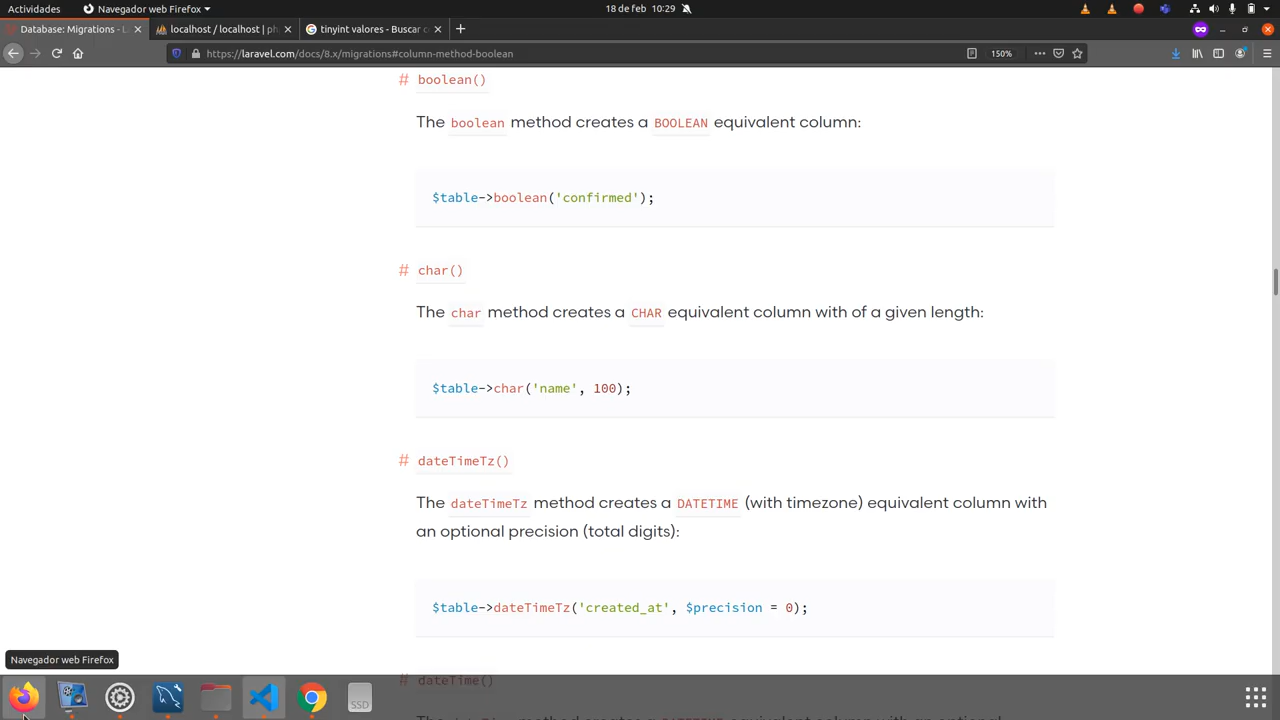 Actividades
Navegador web Firefox
18 de feb 10:29
Database: Migrations - L
localhost / localhost | ph
tinyint valores - Buscar c
https://laravel.com/docs/8.x/migrations#column-method-boolean
150%
# boolean()
The boolean method creates a BOOLEAN equivalent column:
$table->boolean('confirmed');
# char()
The char method creates a CHAR equivalent column with of a given length:
$table->char('name', 100);
# dateTimeTz()
The dateTimeTz method creates a DATETIME (with timezone) equivalent column with
an optional precision (total digits):
$table->dateTimeTz('created_at', $precision = 0);
Navegador web Firefox
# dateTime()
SSD